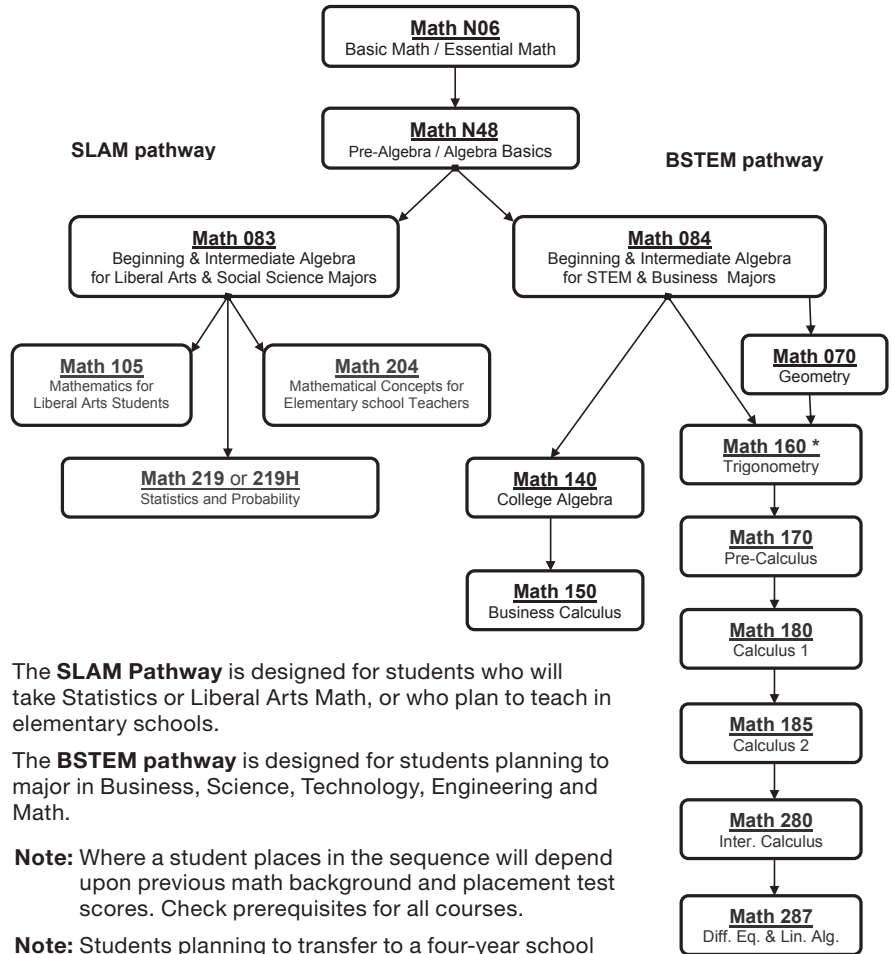 Math N06
Basic Math / Essential Math
Math N48
Pre-Algebra / Algebra Basics
SLAM pathway
BSTEM pathway
Math 083
Beginning & Intermediate Algebra
for Liberal Arts & Social Science Majors
Math 084
Beginning & Intermediate Algebra
for STEM & Business Majors
Math 105
Mathematics for
Liberal Arts Students
Math 204
Mathematical Concepts for
Elementary school Teachers
Math 070
Geometry
Math 219 or 219H
Statistics and Probability
Math 140
College Algebra
Math 160 *
Trigonometry
Math 150
Business Calculus
Math 170
Pre-Calculus
Math 180
Calculus 1
Math 185
Calculus 2
Math 280
Inter. Calculus
Math 287
Diff. Eq. & Lin. Alg.
The SLAM Pathway is designed for students who will
take Statistics or Liberal Arts Math, or who plan to teach in
elementary schools.
The BSTEM pathway is designed for students planning to
major in Business, Science, Technology, Engineering and
Math.
Note: Where a student places in the sequence will depend
upon previous math background and placement test
scores. Check prerequisites for all courses.
Note: Students planning to transfer to a four-year school